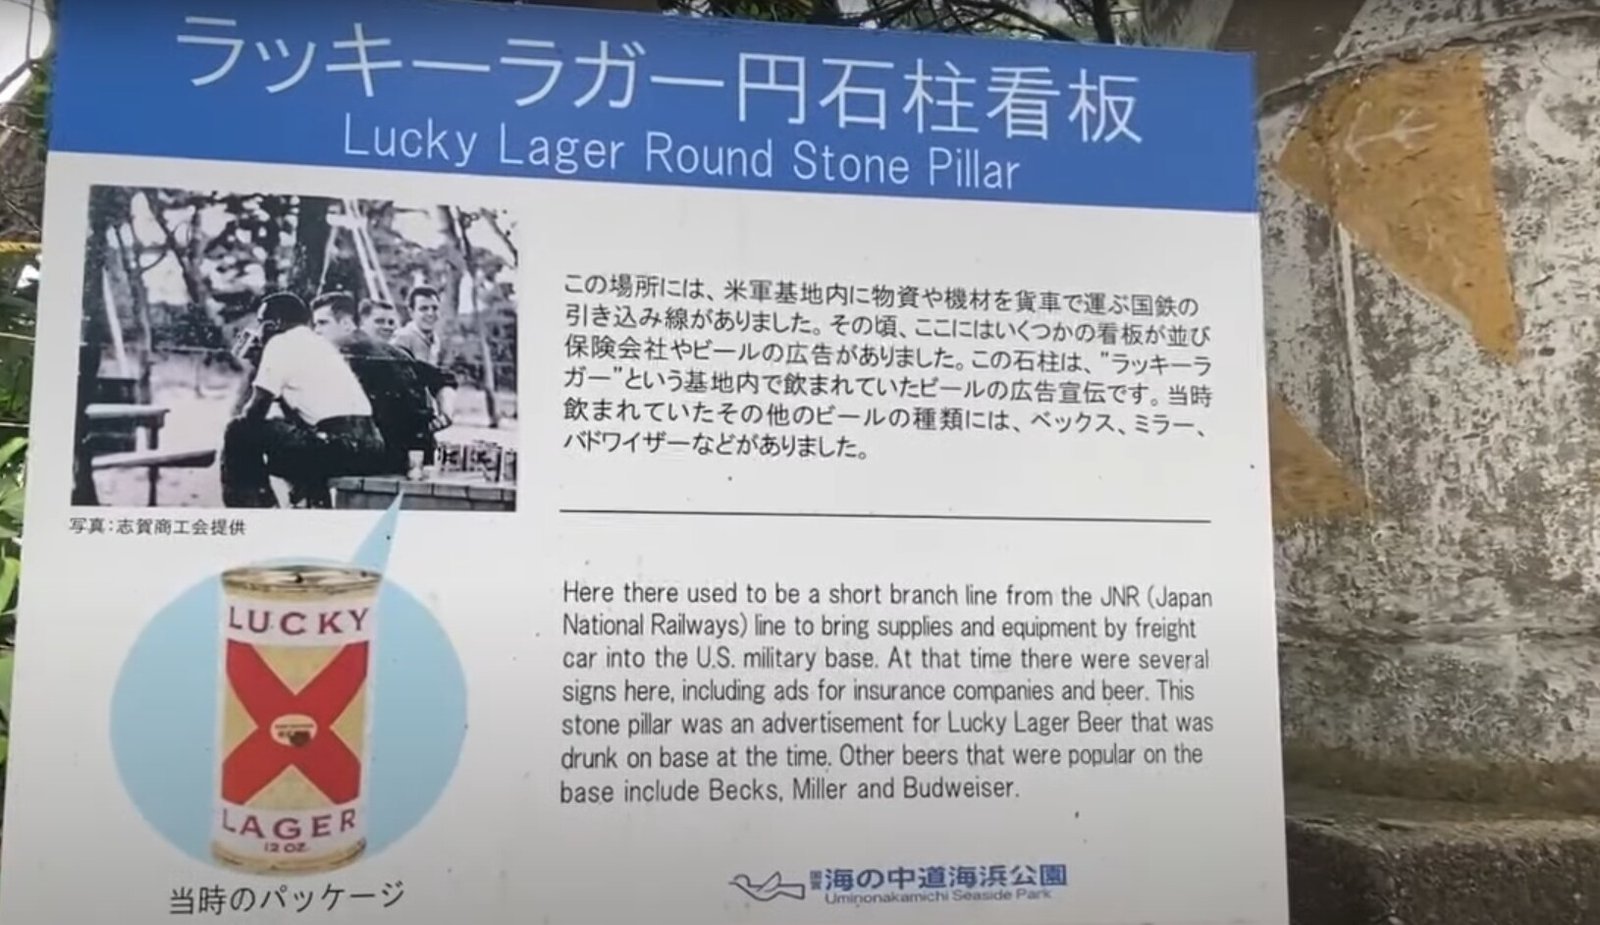 ラッキーラガー円石柱看板
Lucky Lager Round Stone Pillar
この場所には、米軍基地内に物資や機材を貨車で運ぶ国鉄の
引き込み線がありました。その頃、ここにはいくつかの看板が並び
保険会社やビールの広告がありました。この石柱は、"ラッキーラ
ガー"という基地内で飲まれていたビールの広告宣伝です。当時
飲まれていたその他のビールの種類には、ベックス、ミラー、
バドワイザーなどがありました。
写真:志賀商工会提供
LUCKY
LAGER
12 OZ.
当時のパッケージ
Here there used to be a short branch line from the JNR (Japan
National Railways) line to bring supplies and equipment by freight
car into the U.S. military base. At that time there were several
signs here, including ads for insurance companies and beer. This
stone pillar was an advertisement for Lucky Lager Beer that was
drunk on base at the time. Other beers that were popular on the
base include Becks, Miller and Budweiser.
国営海の中道海浜公園
Uminonakamichi Seaside Park